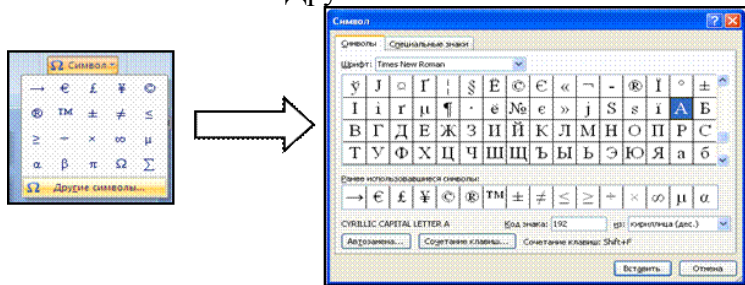 Ω Символ
→ € £ ¥ ©
® ™ ± ≠ ≤
≥ ÷ × ∞ µ
α β π Ω Σ
Ω Другие символы...
Символ
Символы Специальные знаки
Шрифт: Times New Roman
ў Ј ¤ Ґ ¦ § Ё © Є « ¬ - ® Ї ° ±
І і ґ µ ¶ · ё № є » ј Ѕ ѕ ї А Б
В Г Д Е Ж З И Й К Л М Н О П Р С
Т У Ф Х Ц Ч Ш Щ Ъ Ы Ь Э Ю Я а б
Ранее использовавшиеся символы:
→ € £ ¥ © ® ™ ± ≠ ≤ ≥ ÷ × ∞ µ α
CYRILLIC CAPITAL LETTER A Код знака: 192 из: кириллица (дес.)
Автозамена... Сочетание клавиш... Сочетание клавиш: Shift+F
Вставить Отмена